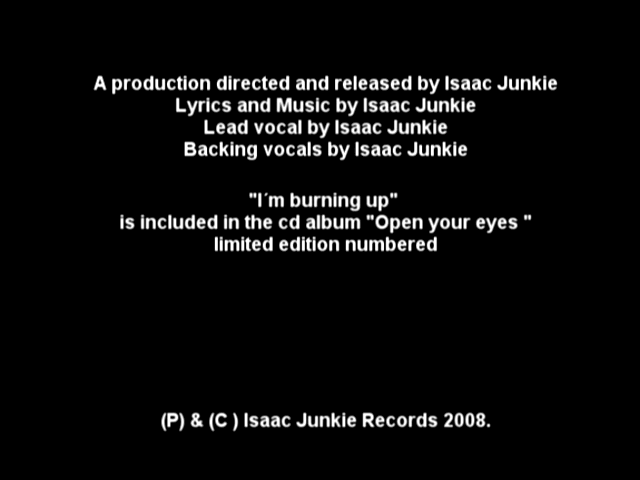 A production directed and released by Isaac Junkie
Lyrics and Music by Isaac Junkie
Lead vocal by Isaac Junkie
Backing vocals by Isaac Junkie
"I´m burning up"
is included in the cd album "Open your eyes "
limited edition numbered
(P) & (C ) Isaac Junkie Records 2008.